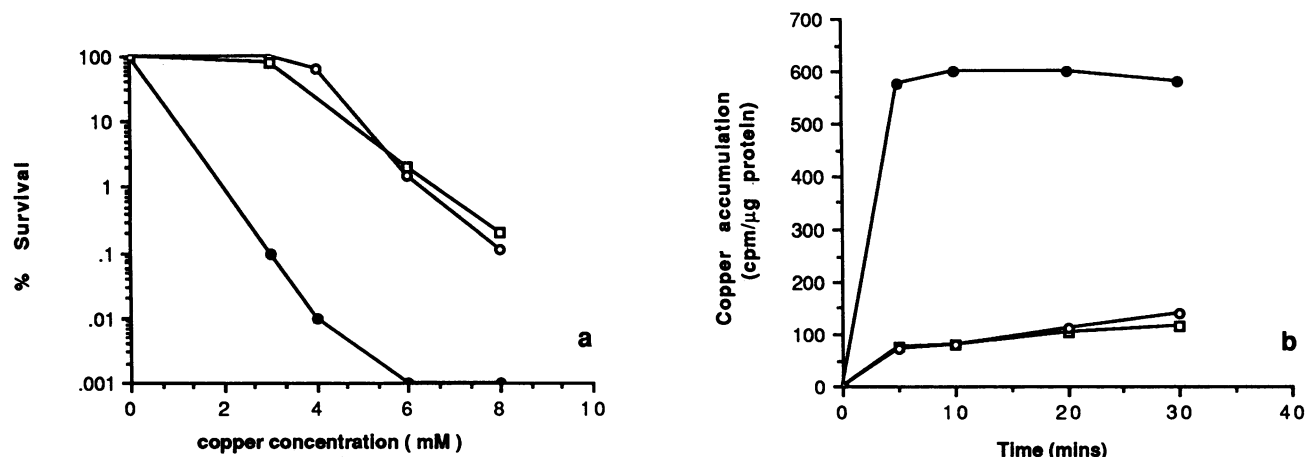 100
10
1
.1
.01
.001
% Survival
0 2 4 6 8 10
copper concentration ( mM )
a
700
600
500
400
300
200
100
0
Copper accumulation
(cpm/μg protein)
0 10 20 30 40
Time (mins)
b